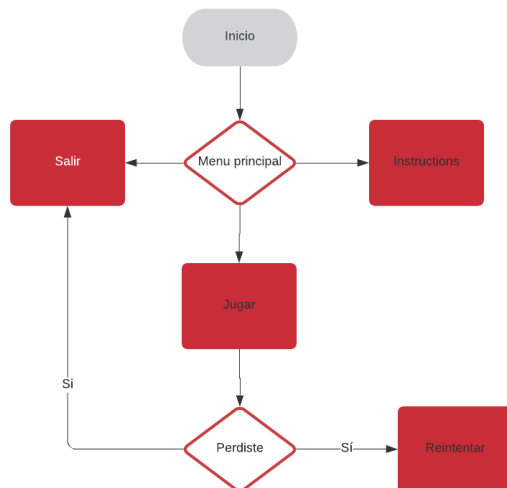 Inicio
Salir
Menu principal
Instructions
Jugar
Si
Perdiste
Sí
Reintentar